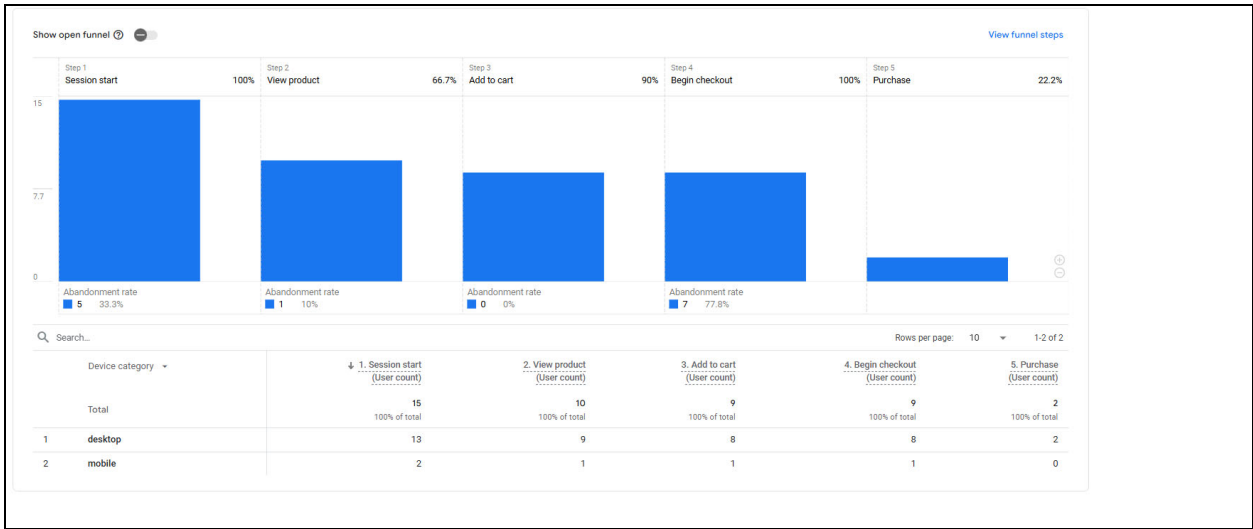 Show open funnel
View funnel steps
Step 1
Session start 100%
Step 2
View product 66.7%
Step 3
Add to cart 90%
Step 4
Begin checkout 100%
Step 5
Purchase 22.2%
15
7.7
0
Abandonment rate
5 33.3%
Abandonment rate
1 10%
Abandonment rate
0 0%
Abandonment rate
7 77.8%
Search...
Rows per page: 10 1-2 of 2
Device category
1. Session start
(User count)
2. View product
(User count)
3. Add to cart
(User count)
4. Begin checkout
(User count)
5. Purchase
(User count)
Total
15 10 9 9 2
100% of total 100% of total 100% of total 100% of total 100% of total
1 desktop 13 9 8 8 2
2 mobile 2 1 1 1 0